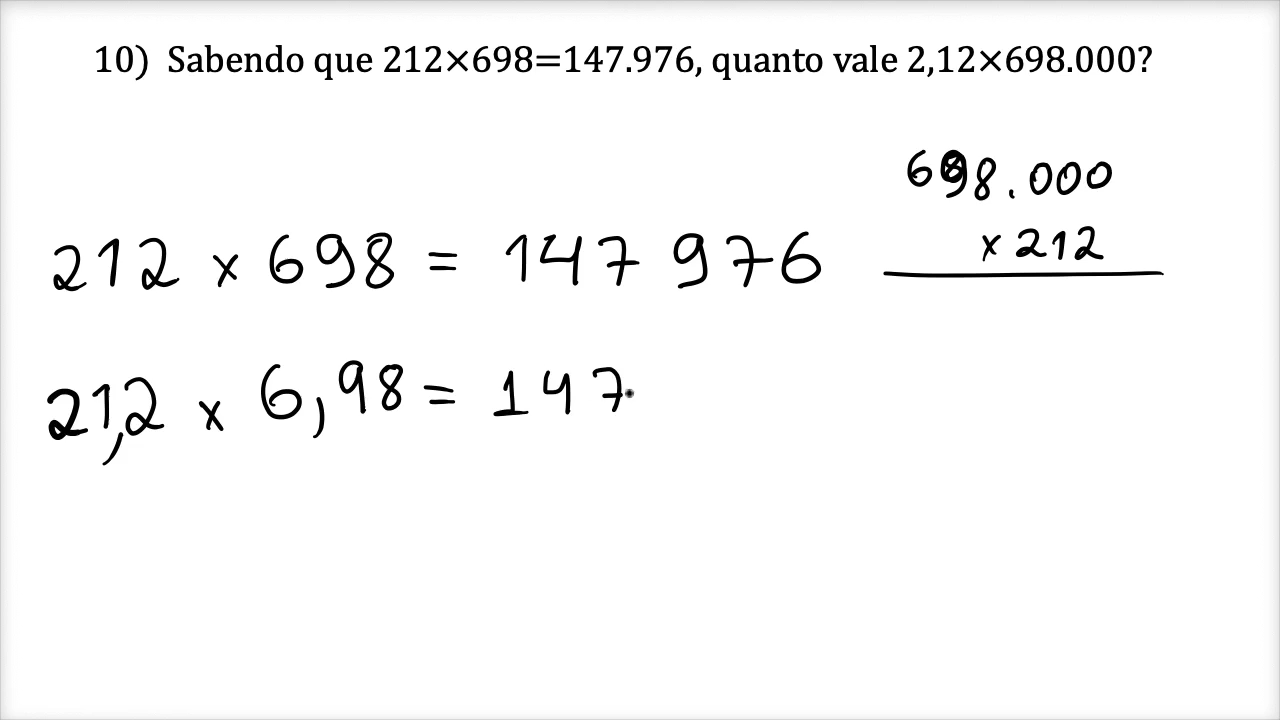 10) Sabendo que 212×698=147.976, quanto vale 2,12×698.000?
698.000
× 212
212 × 698 = 147 976
21,2 × 6,98 = 147